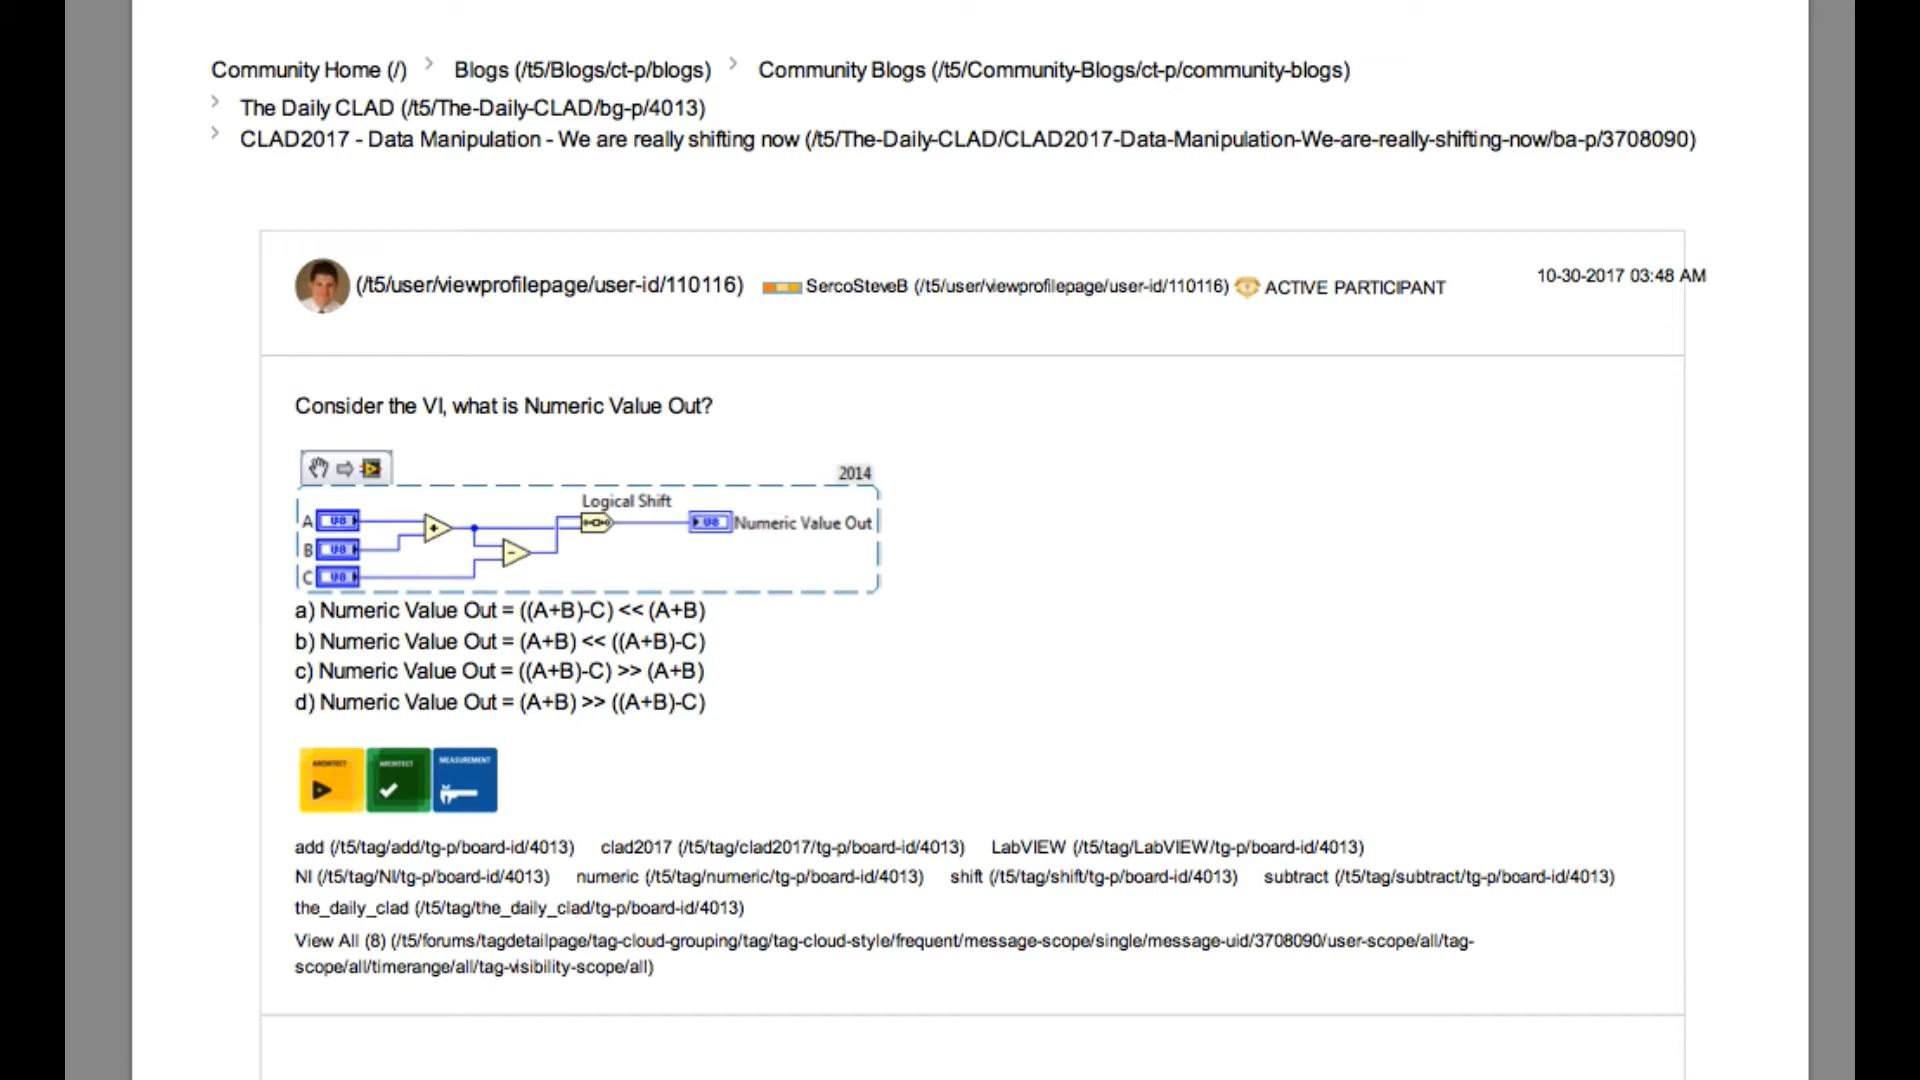 Community Home (/) > Blogs (/t5/Blogs/ct-p/blogs) > Community Blogs (/t5/Community-Blogs/ct-p/community-blogs)
> The Daily CLAD (/t5/The-Daily-CLAD/bg-p/4013)
> CLAD2017 - Data Manipulation - We are really shifting now (/t5/The-Daily-CLAD/CLAD2017-Data-Manipulation-We-are-really-shifting-now/ba-p/3708090)
(/t5/user/viewprofilepage/user-id/110116) SercoSteveB (/t5/user/viewprofilepage/user-id/110116) ACTIVE PARTICIPANT 10-30-2017 03:48 AM
Consider the VI, what is Numeric Value Out?
2014
Logical Shift
A U8 U8 Numeric Value Out
B U8
C U8
a) Numeric Value Out = ((A+B)-C) << (A+B)
b) Numeric Value Out = (A+B) << ((A+B)-C)
c) Numeric Value Out = ((A+B)-C) >> (A+B)
d) Numeric Value Out = (A+B) >> ((A+B)-C)
ARCHITECT ARCHITECT MEASUREMENT
add (/t5/tag/add/tg-p/board-id/4013) clad2017 (/t5/tag/clad2017/tg-p/board-id/4013) LabVIEW (/t5/tag/LabVIEW/tg-p/board-id/4013)
NI (/t5/tag/NI/tg-p/board-id/4013) numeric (/t5/tag/numeric/tg-p/board-id/4013) shift (/t5/tag/shift/tg-p/board-id/4013) subtract (/t5/tag/subtract/tg-p/board-id/4013)
the_daily_clad (/t5/tag/the_daily_clad/tg-p/board-id/4013)
View All (8) (/t5/forums/tagdetailpage/tag-cloud-grouping/tag/tag-cloud-style/frequent/message-scope/single/message-uid/3708090/user-scope/all/tag-
scope/all/timerange/all/tag-visibility-scope/all)